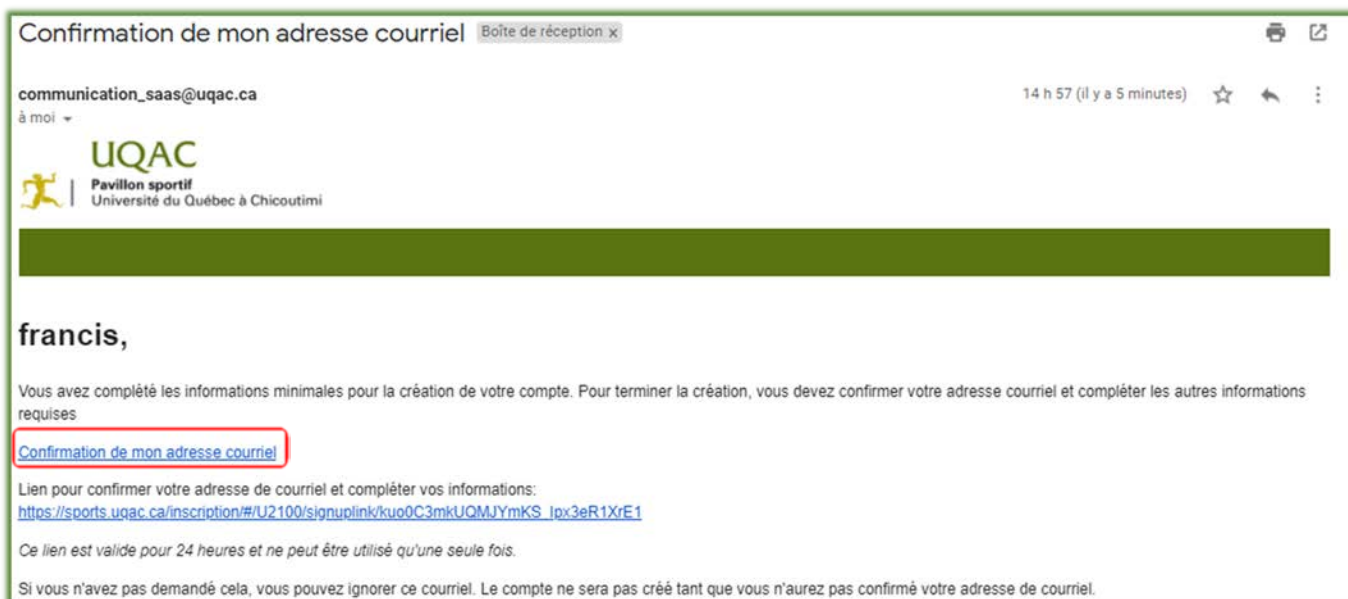 Confirmation de mon adresse courriel Boîte de réception x
communication_saas@uqac.ca 14 h 57 (il y a 5 minutes)
à moi
UQAC
Pavillon sportif
Université du Québec à Chicoutimi
francis,
Vous avez complèté les informations minimales pour la création de votre compte. Pour terminer la création, vous devez confirmer votre adresse courriel et compléter les autres informations
requises
Confirmation de mon adresse courriel
Lien pour confirmer votre adresse de courriel et compléter vos informations:
https://sports.uqac.ca/inscription/#/U2100/signuplink/kuo0C3mkUQMJYmKS_Ipx3eR1XrE1
Ce lien est valide pour 24 heures et ne peut être utilisé qu'une seule fois.
Si vous n'avez pas demandé cela, vous pouvez ignorer ce courriel. Le compte ne sera pas créé tant que vous n'aurez pas confirmé votre adresse de courriel.